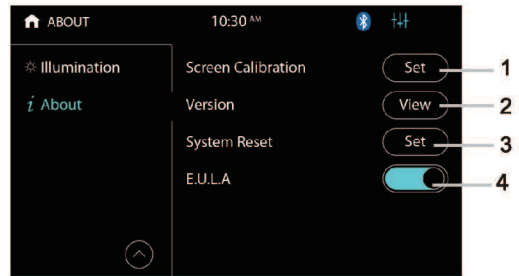 ABOUT 10:30 AM
Illumination
i About
Screen Calibration Set 1
Version View 2
System Reset Set 3
E.U.L.A 4